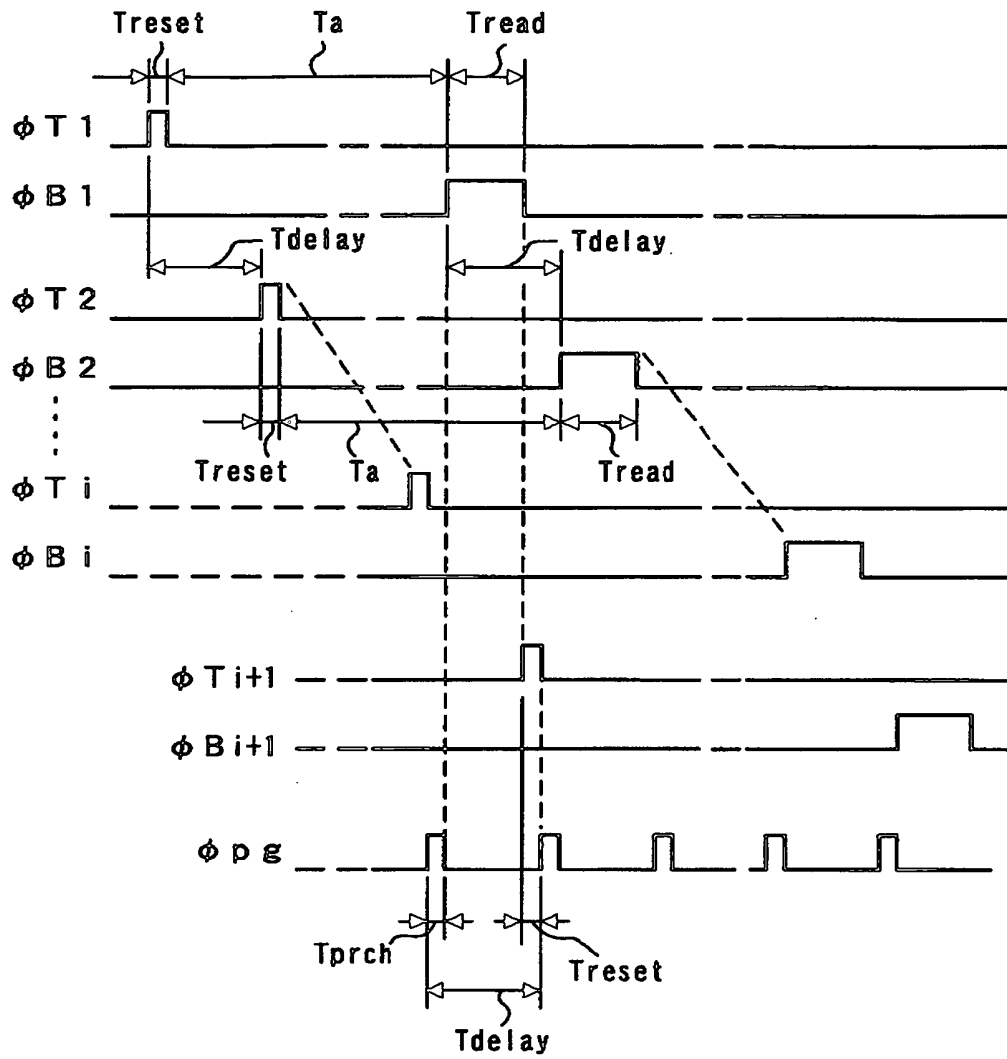 Treset Ta Tread
φT1
φB1
Tdelay Tdelay
φT2
φB2
Treset Ta Tread
φTi
φBi
φTi+1
φBi+1
φpg
Tprch Treset
Tdelay